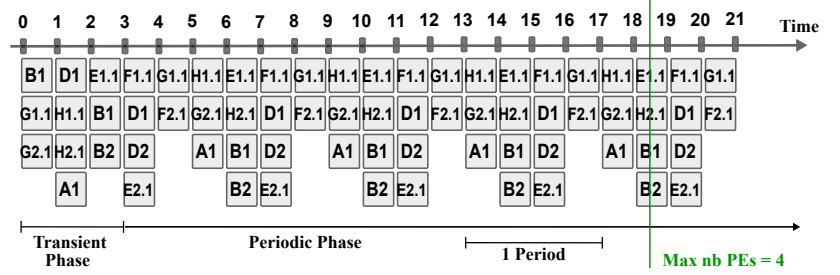 0 1 2 3 4 5 6 7 8 9 10 11 12 13 14 15 16 17 18 19 20 21 Time
B1 D1 E1.1 F1.1 G1.1 H1.1 E1.1 F1.1 G1.1 H1.1 E1.1 F1.1 G1.1 H1.1 E1.1 F1.1 G1.1 H1.1 E1.1 F1.1 G1.1
G1.1 H1.1 B1 D1 F2.1 G2.1 H2.1 D1 F2.1 G2.1 H2.1 D1 F2.1 G2.1 H2.1 D1 F2.1 G2.1 H2.1 D1 F2.1
G2.1 H2.1 B2 D2 A1 B1 D2 A1 B1 D2 A1 B1 D2 A1 B1 D2
A1 E2.1 B2 E2.1 B2 E2.1 B2 E2.1 B2 E2.1
Transient Phase
Periodic Phase
1 Period
Max nb PEs = 4